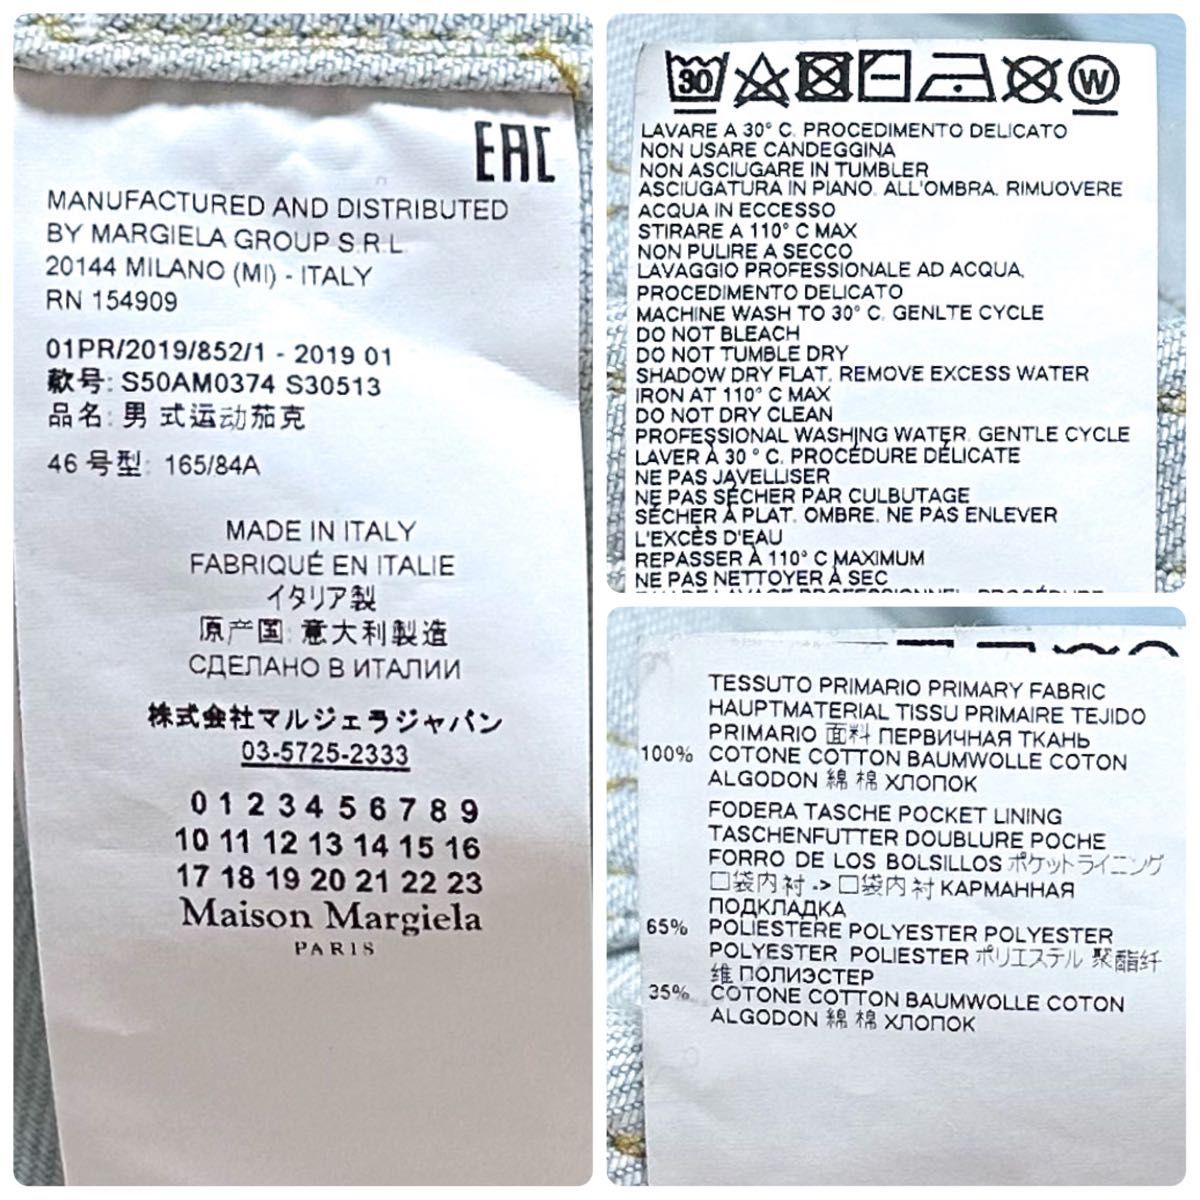 EAC
MANUFACTURED AND DISTRIBUTED
BY MARGIELA GROUP S.R.L
20144 MILANO (MI) - ITALY
RN 154909
01PR/2019/852/1 - 2019 01
款号: S50AM0374 S30513
品名: 男 式运动茄克
46 号型: 165/84A
MADE IN ITALY
FABRIQUÉ EN ITALIE
イタリア製
原产国: 意大利製造
СДЕЛАНО В ИТАЛИИ
株式会社マルジェラジャパン
03-5725-2333
0 1 2 3 4 5 6 7 8 9
10 11 12 13 14 15 16
17 18 19 20 21 22 23
Maison Margiela
PARIS
30 W
LAVARE A 30° C. PROCEDIMENTO DELICATO
NON USARE CANDEGGINA
NON ASCIUGARE IN TUMBLER
ASCIUGATURA IN PIANO. ALL'OMBRA. RIMUOVERE
ACQUA IN ECCESSO
STIRARE A 110° C MAX
NON PULIRE A SECCO
LAVAGGIO PROFESSIONALE AD ACQUA,
PROCEDIMENTO DELICATO
MACHINE WASH TO 30° C. GENLTE CYCLE
DO NOT BLEACH
DO NOT TUMBLE DRY
SHADOW DRY FLAT. REMOVE EXCESS WATER
IRON AT 110° C MAX
DO NOT DRY CLEAN
PROFESSIONAL WASHING WATER. GENTLE CYCLE
LAVER À 30° C. PROCÉDURE DÉLICATE
NE PAS JAVELLISER
NE PAS SÉCHER PAR CULBUTAGE
SÉCHER À PLAT. OMBRE. NE PAS ENLEVER
L'EXCÈS D'EAU
REPASSER À 110° C MAXIMUM
NE PAS NETTOYER À SEC
TESSUTO PRIMARIO PRIMARY FABRIC
HAUPTMATERIAL TISSU PRIMAIRE TEJIDO
PRIMARIO 面料 ПЕРВИЧНАЯ ТКАНЬ
100% COTONE COTTON BAUMWOLLE COTON
ALGODON 綿 棉 ХЛОПОК
FODERA TASCHE POCKET LINING
TASCHENFUTTER DOUBLURE POCHE
FORRO DE LOS BOLSILLOS ポケットライニング
口袋内衬 -> 口袋内衬 КАРМАННАЯ
ПОДКЛАДКА
65% POLIESTERE POLYESTER POLYESTER
POLYESTER POLIESTER ポリエステル 聚酯纤
维 ПОЛИЭСТЕР
35% COTONE COTTON BAUMWOLLE COTON
ALGODON 綿 棉 ХЛОПОК